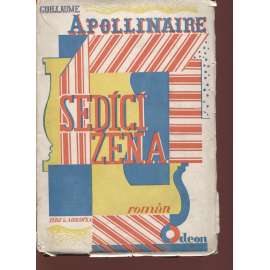 GUILLAUME
APOLLINAIRE
SEDÍCÍ
ŽENA
román
Odeon